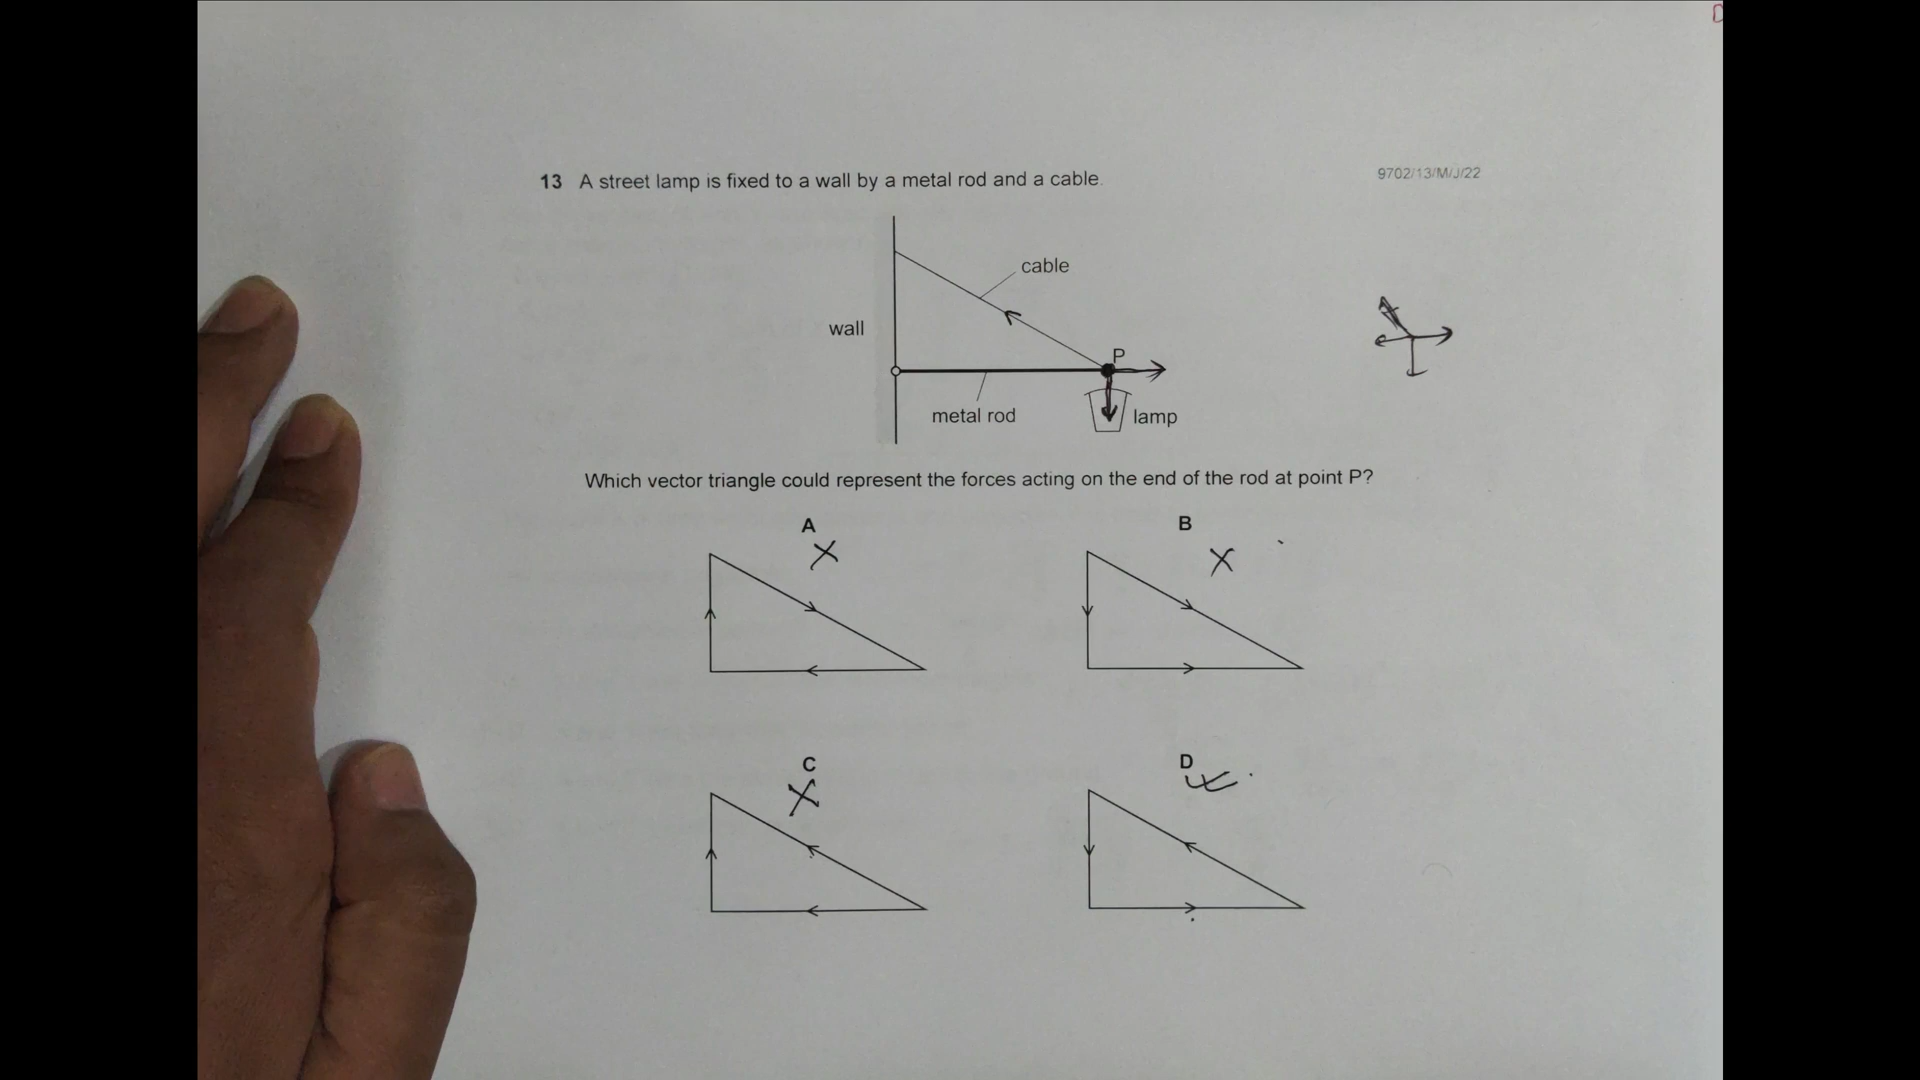 D
13 A street lamp is fixed to a wall by a metal rod and a cable.
9702/13/M/J/22
cable
wall
P
metal rod
lamp
Which vector triangle could represent the forces acting on the end of the rod at point P?
A
B
C
D